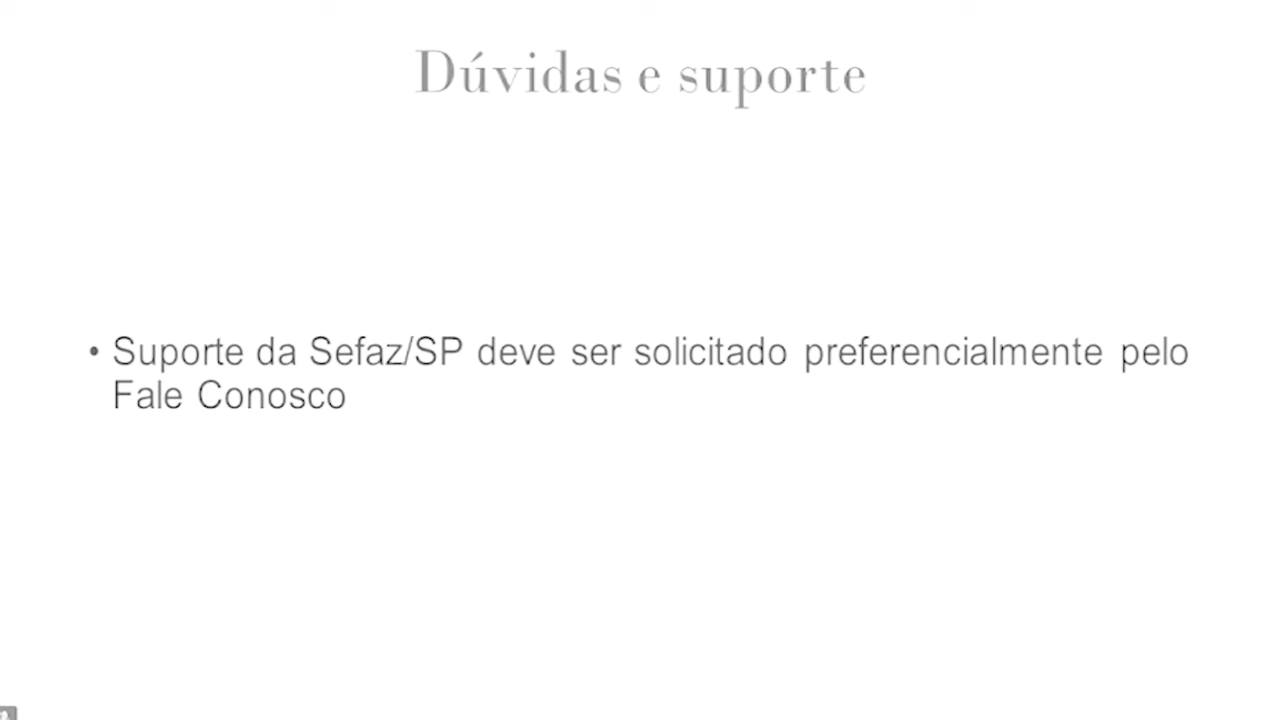 Dúvidas e suporte
• Suporte da Sefaz/SP deve ser solicitado preferencialmente pelo
Fale Conosco